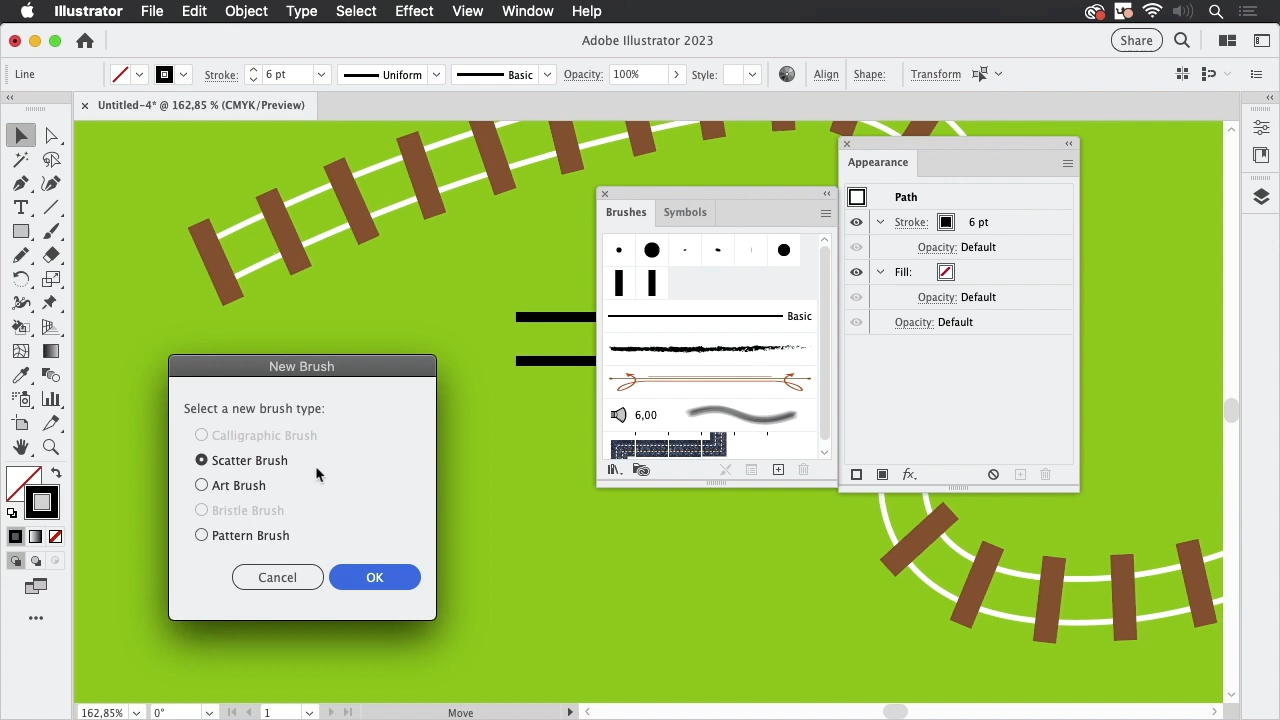 Illustrator File Edit Object Type Select Effect View Window Help
Adobe Illustrator 2023
Share
Line
Stroke: 6 pt
Uniform
Basic
Opacity: 100%
Style:
Align
Shape:
Transform
Untitled-4* @ 162,85 % (CMYK/Preview)
Brushes
Symbols
Basic
6,00
Appearance
Path
Stroke: 6 pt
Opacity: Default
Fill:
Opacity: Default
Opacity: Default
fx.
New Brush
Select a new brush type:
Calligraphic Brush
Scatter Brush
Art Brush
Bristle Brush
Pattern Brush
Cancel
OK
162,85%
0°
1
Move